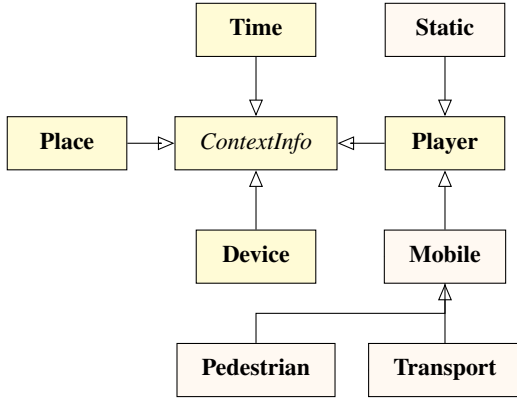 Time
Static
Place
ContextInfo
Player
Device
Mobile
Pedestrian
Transport